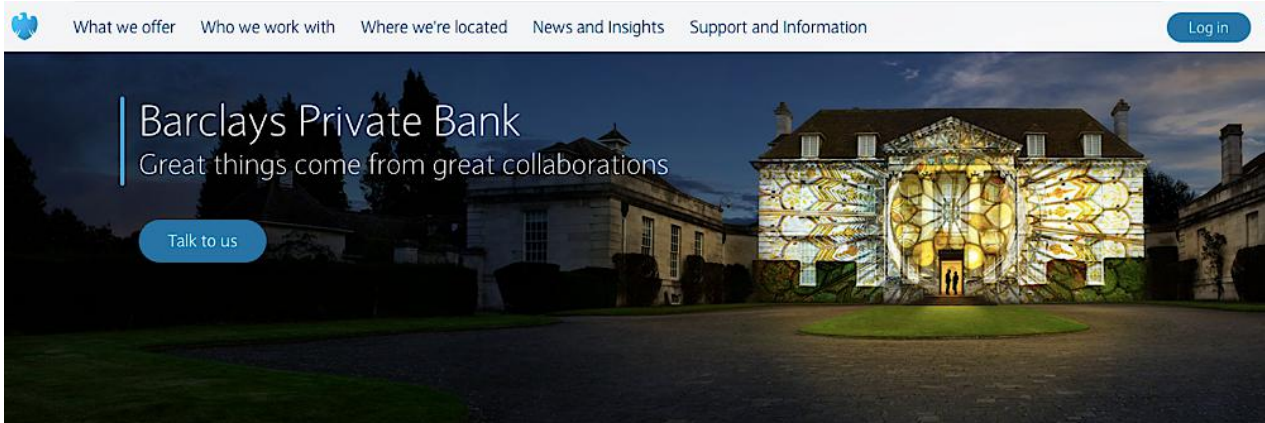 What we offer Who we work with Where we're located News and Insights Support and Information Log in
Barclays Private Bank
Great things come from great collaborations
Talk to us